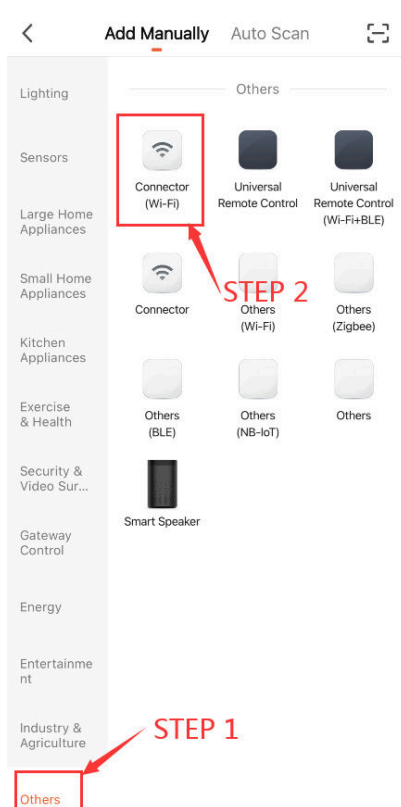 Add Manually Auto Scan
Lighting
Sensors
Large Home
Appliances
Small Home
Appliances
Kitchen
Appliances
Exercise
& Health
Security &
Video Sur...
Gateway
Control
Energy
Entertainme
nt
Industry &
Agriculture
Others
Others
Connector
(Wi-Fi)
Universal
Remote Control
Universal
Remote Control
(Wi-Fi+BLE)
STEP 2
Connector
Others
(Wi-Fi)
Others
(Zigbee)
Others
(BLE)
Others
(NB-IoT)
Others
Smart Speaker
STEP 1